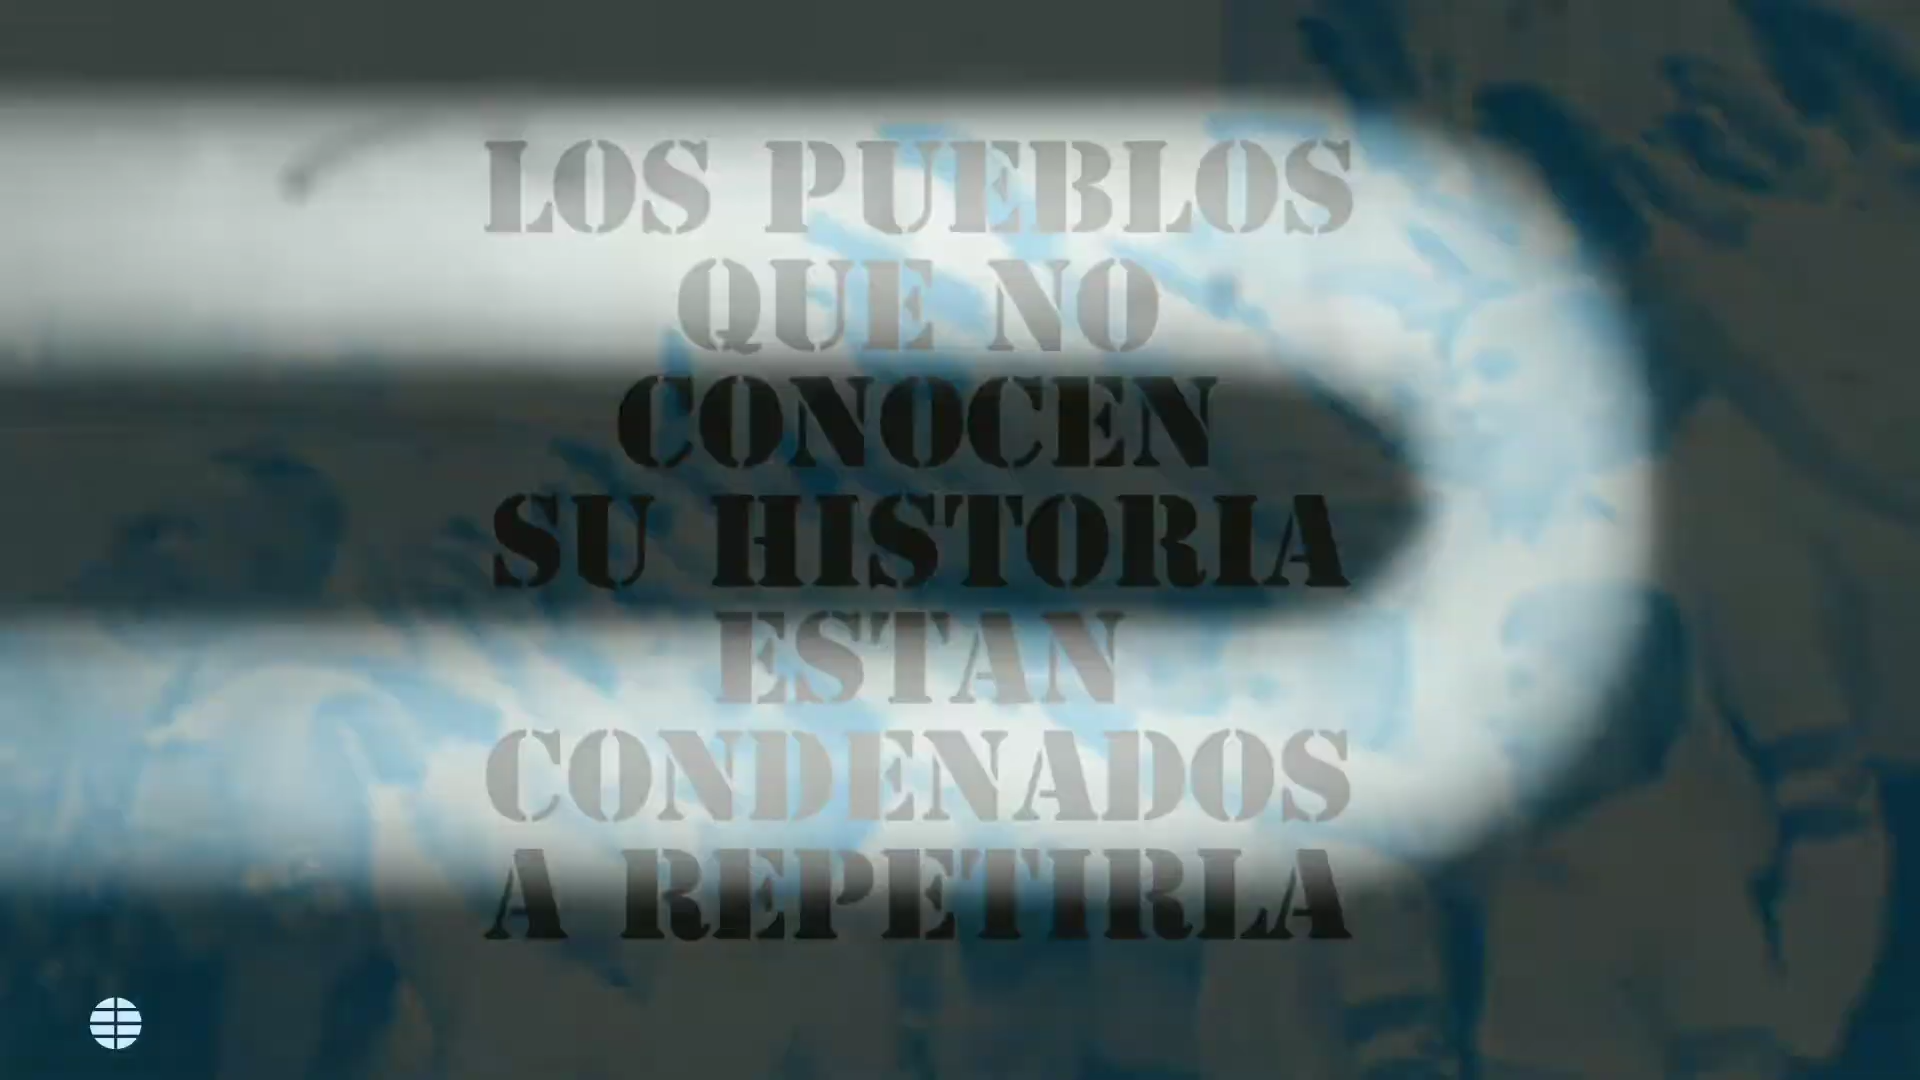 LOS PUEBLOS
QUE NO
CONOCEN
SU HISTORIA
ESTAN
CONDENADOS
A REPETIRLA